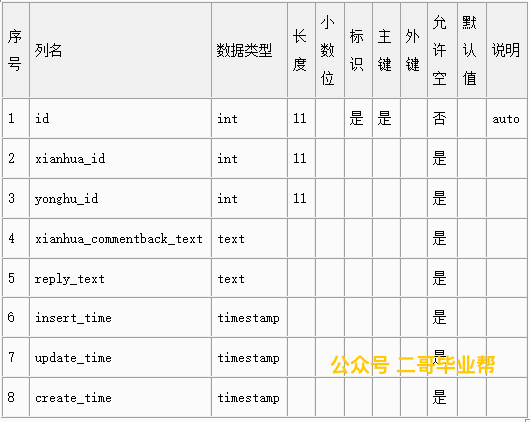 序号 列名 数据类型 长度 小数位 标识 主键 外键 允许空 默认值 说明
1 id int 11 是 是 否 auto
2 xianhua_id int 11 是
3 yonghu_id int 11 是
4 xianhua_commentback_text text 是
5 reply_text text 是
6 insert_time timestamp 是
7 update_time timestamp 是
公众号 二哥毕业帮
8 create_time timestamp 是